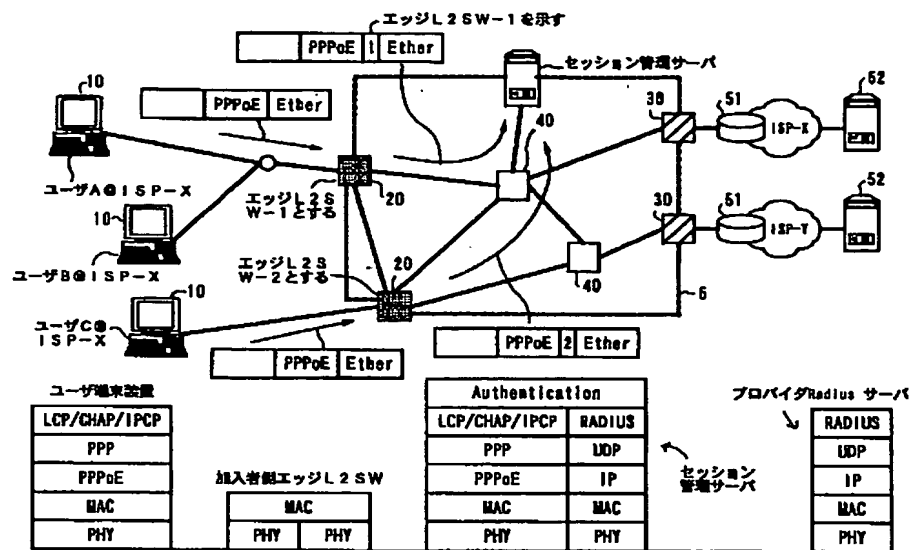 エッジL2SW-1を示す
PPPoE 1 Ether
セッション管理サーバ
10
PPPoE Ether
40
30
51
ISP-X
52
ユーザA@ISP-X
エッジL2S
W-1とする
20
10
30
51
ISP-Y
52
ユーザB@ISP-X
エッジL2S
W-2とする
20
40
10
6
ユーザC@
ISP-X
PPPoE 2 Ether
PPPoE Ether
ユーザ端末装置
LCP/CHAP/IPCP
PPP
PPPoE
MAC
PHY
加入者側エッジL2SW
MAC
PHY PHY
Authentication
LCP/CHAP/IPCP RADIUS
PPP UDP
PPPoE IP
MAC MAC
PHY PHY
セッション
管理サーバ
プロバイダRadius サーバ
RADIUS
UDP
IP
MAC
PHY